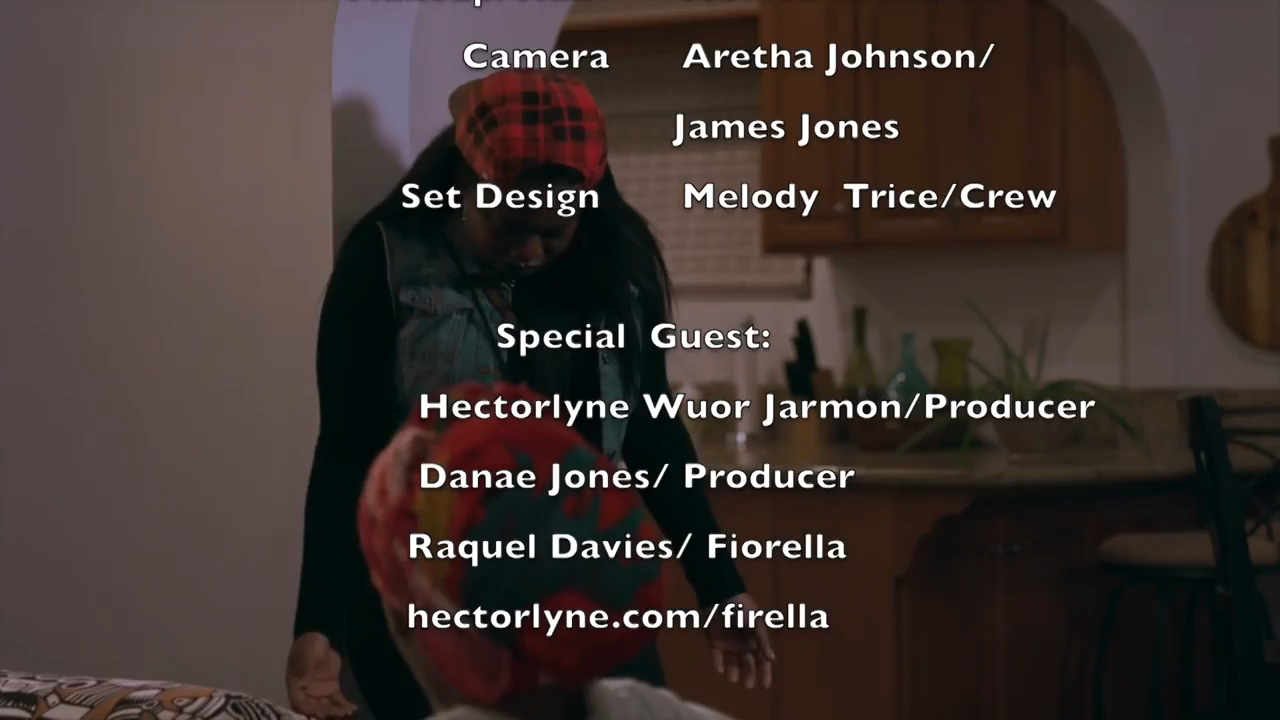 Camera Aretha Johnson/
James Jones
Set Design Melody Trice/Crew
Special Guest:
Hectorlyne Wuor Jarmon/Producer
Danae Jones/ Producer
Raquel Davies/ Fiorella
hectorlyne.com/firella